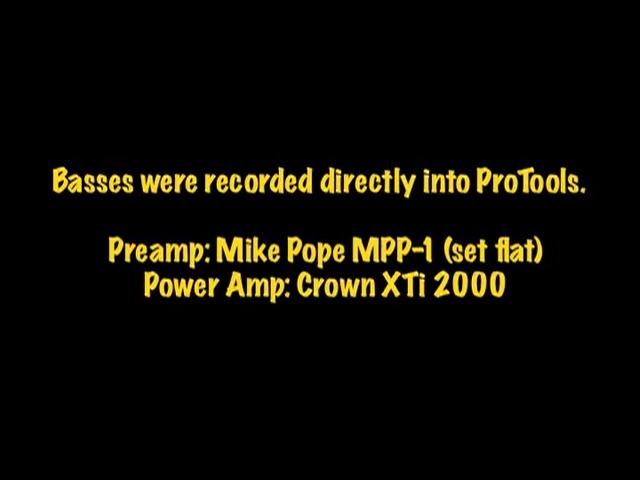 Basses were recorded directly into ProTools.
Preamp: Mike Pope MPP-1 (set flat)
Power Amp: Crown XTi 2000